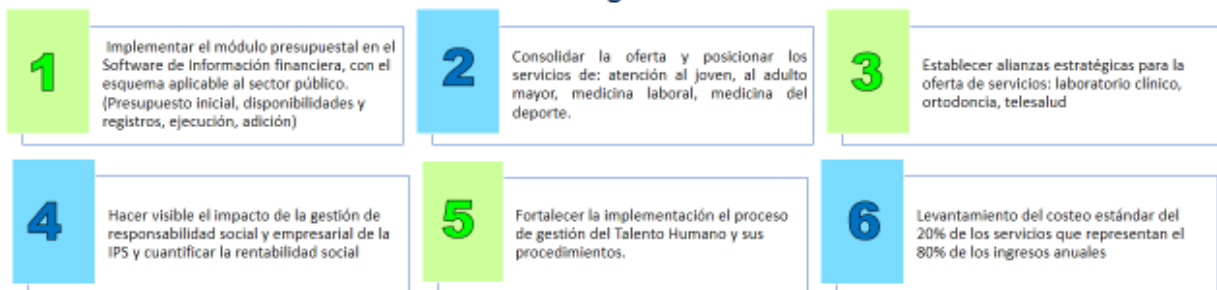 1
Implementar el módulo presupuestal en el
Software de Información financiera, con el
esquema aplicable al sector público.
(Presupuesto inicial, disponibilidades y
registros, ejecución, adición)
2
Consolidar la oferta y posicionar los
servicios de: atención al joven, al adulto
mayor, medicina laboral, medicina del
deporte.
3
Establecer alianzas estratégicas para la
oferta de servicios: laboratorio clínico,
ortodoncia, telesalud
4
Hacer visible el impacto de la gestión de
responsabilidad social y empresarial de la
IPS y cuantificar la rentabilidad social
5
Fortalecer la implementación el proceso
de gestión del Talento Humano y sus
procedimientos.
6
Levantamiento del costeo estándar del
20% de los servicios que representan el
80% de los ingresos anuales